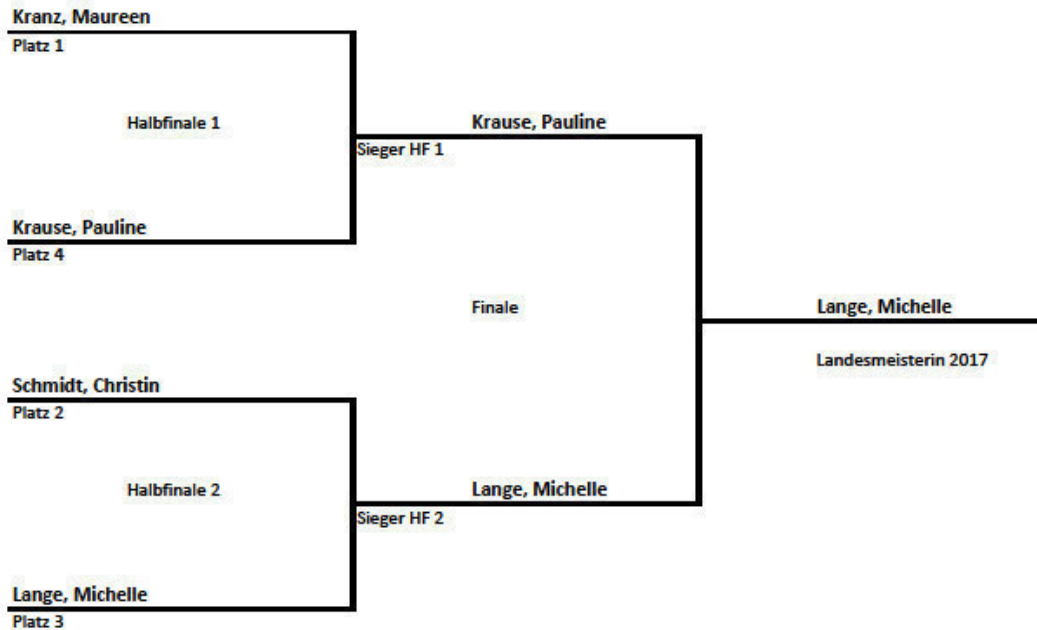 Kranz, Maureen
Platz 1
Halbfinale 1
Krause, Pauline
Sieger HF 1
Krause, Pauline
Platz 4
Finale
Lange, Michelle
Landesmeisterin 2017
Schmidt, Christin
Platz 2
Halbfinale 2
Lange, Michelle
Sieger HF 2
Lange, Michelle
Platz 3